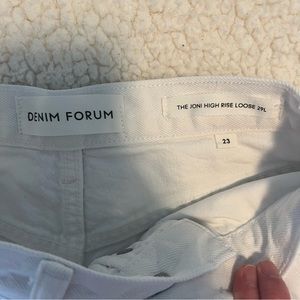 DENIM FORUM
THE JONI HIGH RISE LOOSE 29L
23